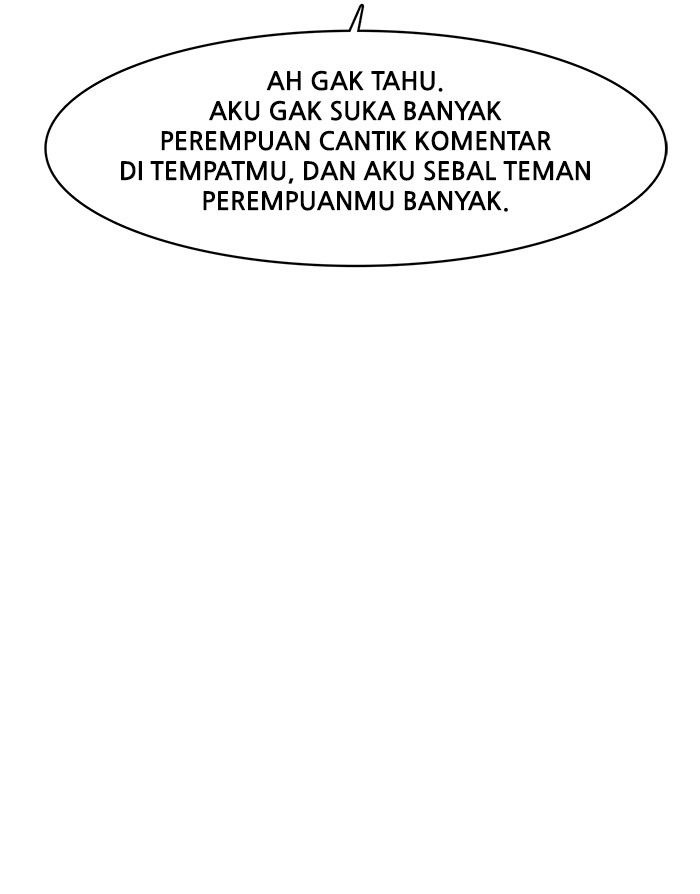 AH GAK TAHU.
AKU GAK SUKA BANYAK
PEREMPUAN CANTIK KOMENTAR
DI TEMPATMU, DAN AKU SEBAL TEMAN
PEREMPUANMU BANYAK.